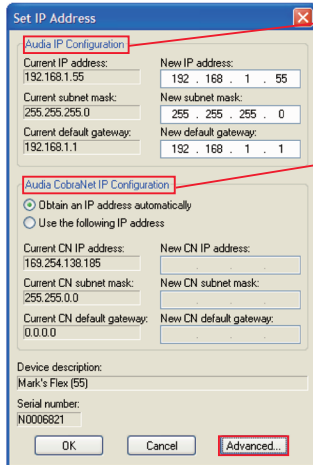 Set IP Address
Audia IP Configuration
Current IP address: New IP address:
192.168.1.55 192 . 168 . 1 . 55
Current subnet mask: New subnet mask:
255.255.255.0 255 . 255 . 255 . 0
Current default gateway: New default gateway:
192.168.1.1 192 . 168 . 1 . 1
Audia CobraNet IP Configuration
Obtain an IP address automatically
Use the following IP address
Current CN IP address: New CN IP address:
169.254.138.185 . . .
Current CN subnet mask: New CN subnet mask:
255.255.0.0 . . .
Current CN default gateway: New CN default gateway:
0.0.0.0 . . .
Device description:
Mark's Flex (55)
Serial number:
N0006821
OK Cancel Advanced...